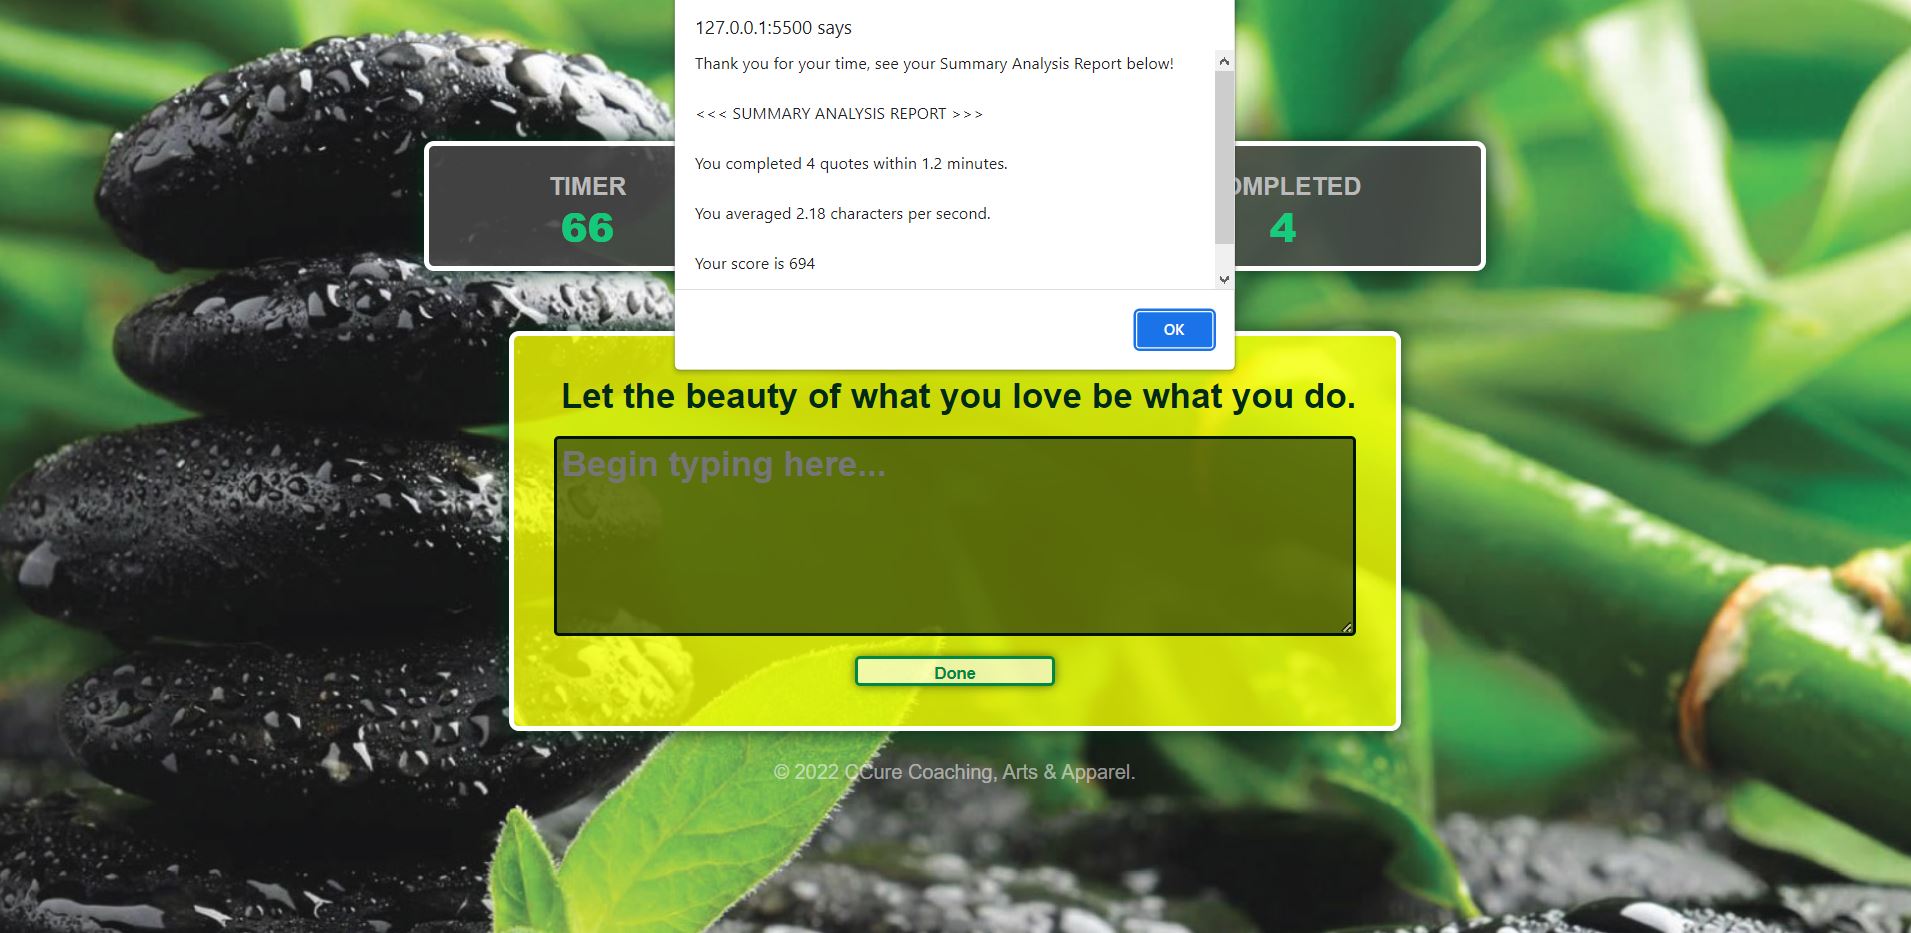 127.0.0.1:5500 says
Thank you for your time, see your Summary Analysis Report below!
<<< SUMMARY ANALYSIS REPORT >>>
You completed 4 quotes within 1.2 minutes.
You averaged 2.18 characters per second.
Your score is 694
OK
TIMER
66
OMPLETED
4
Let the beauty of what you love be what you do.
Begin typing here...
Done
© 2022 CCure Coaching, Arts & Apparel.